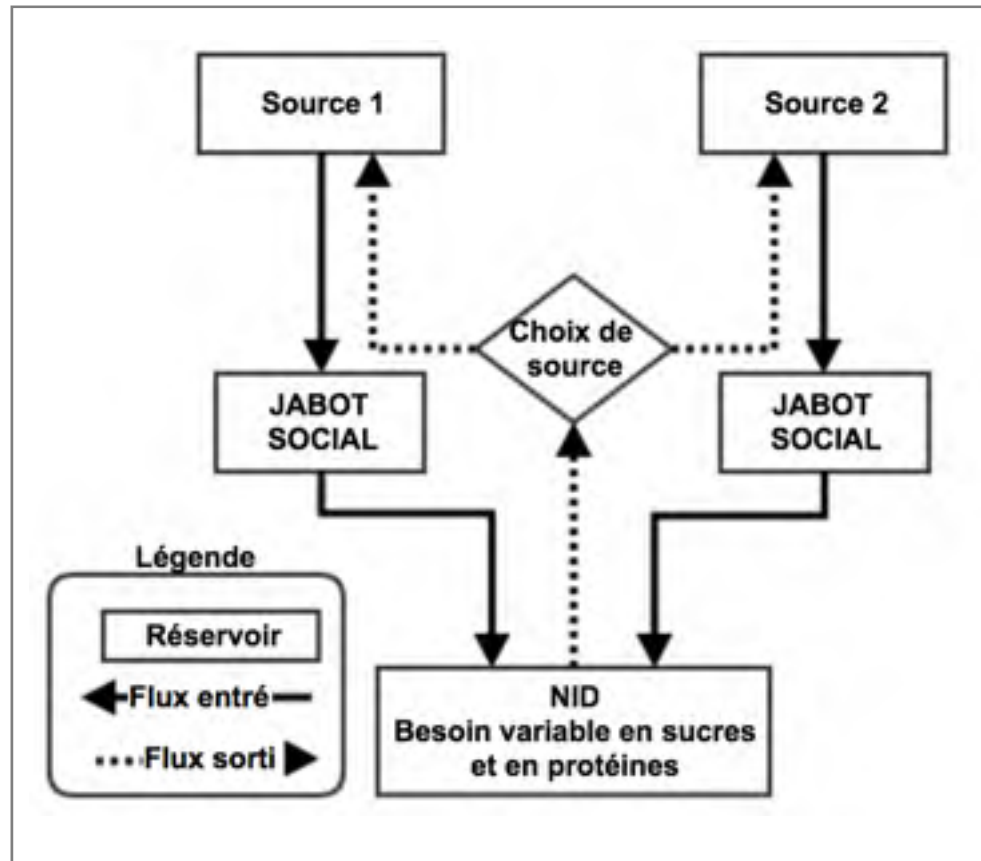 Source 1
Source 2
Choix de
source
JABOT
SOCIAL
JABOT
SOCIAL
Légende
Réservoir
Flux entré
Flux sorti
NID
Besoin variable en sucres
et en protéines